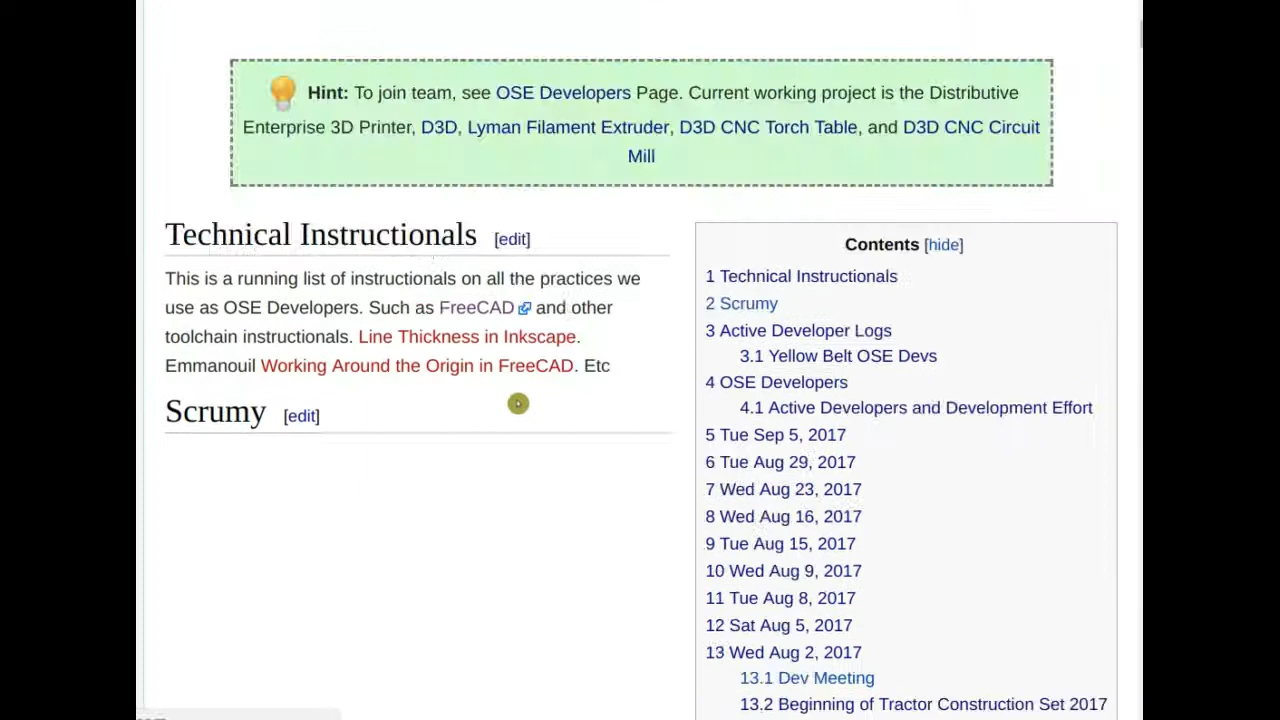 Hint: To join team, see OSE Developers Page. Current working project is the Distributive
Enterprise 3D Printer, D3D, Lyman Filament Extruder, D3D CNC Torch Table, and D3D CNC Circuit
Mill
Technical Instructionals [edit]
This is a running list of instructionals on all the practices we
use as OSE Developers. Such as FreeCAD and other
toolchain instructionals. Line Thickness in Inkscape.
Emmanouil Working Around the Origin in FreeCAD. Etc
Scrumy [edit]
Contents [hide]
1 Technical Instructionals
2 Scrumy
3 Active Developer Logs
3.1 Yellow Belt OSE Devs
4 OSE Developers
4.1 Active Developers and Development Effort
5 Tue Sep 5, 2017
6 Tue Aug 29, 2017
7 Wed Aug 23, 2017
8 Wed Aug 16, 2017
9 Tue Aug 15, 2017
10 Wed Aug 9, 2017
11 Tue Aug 8, 2017
12 Sat Aug 5, 2017
13 Wed Aug 2, 2017
13.1 Dev Meeting
13.2 Beginning of Tractor Construction Set 2017